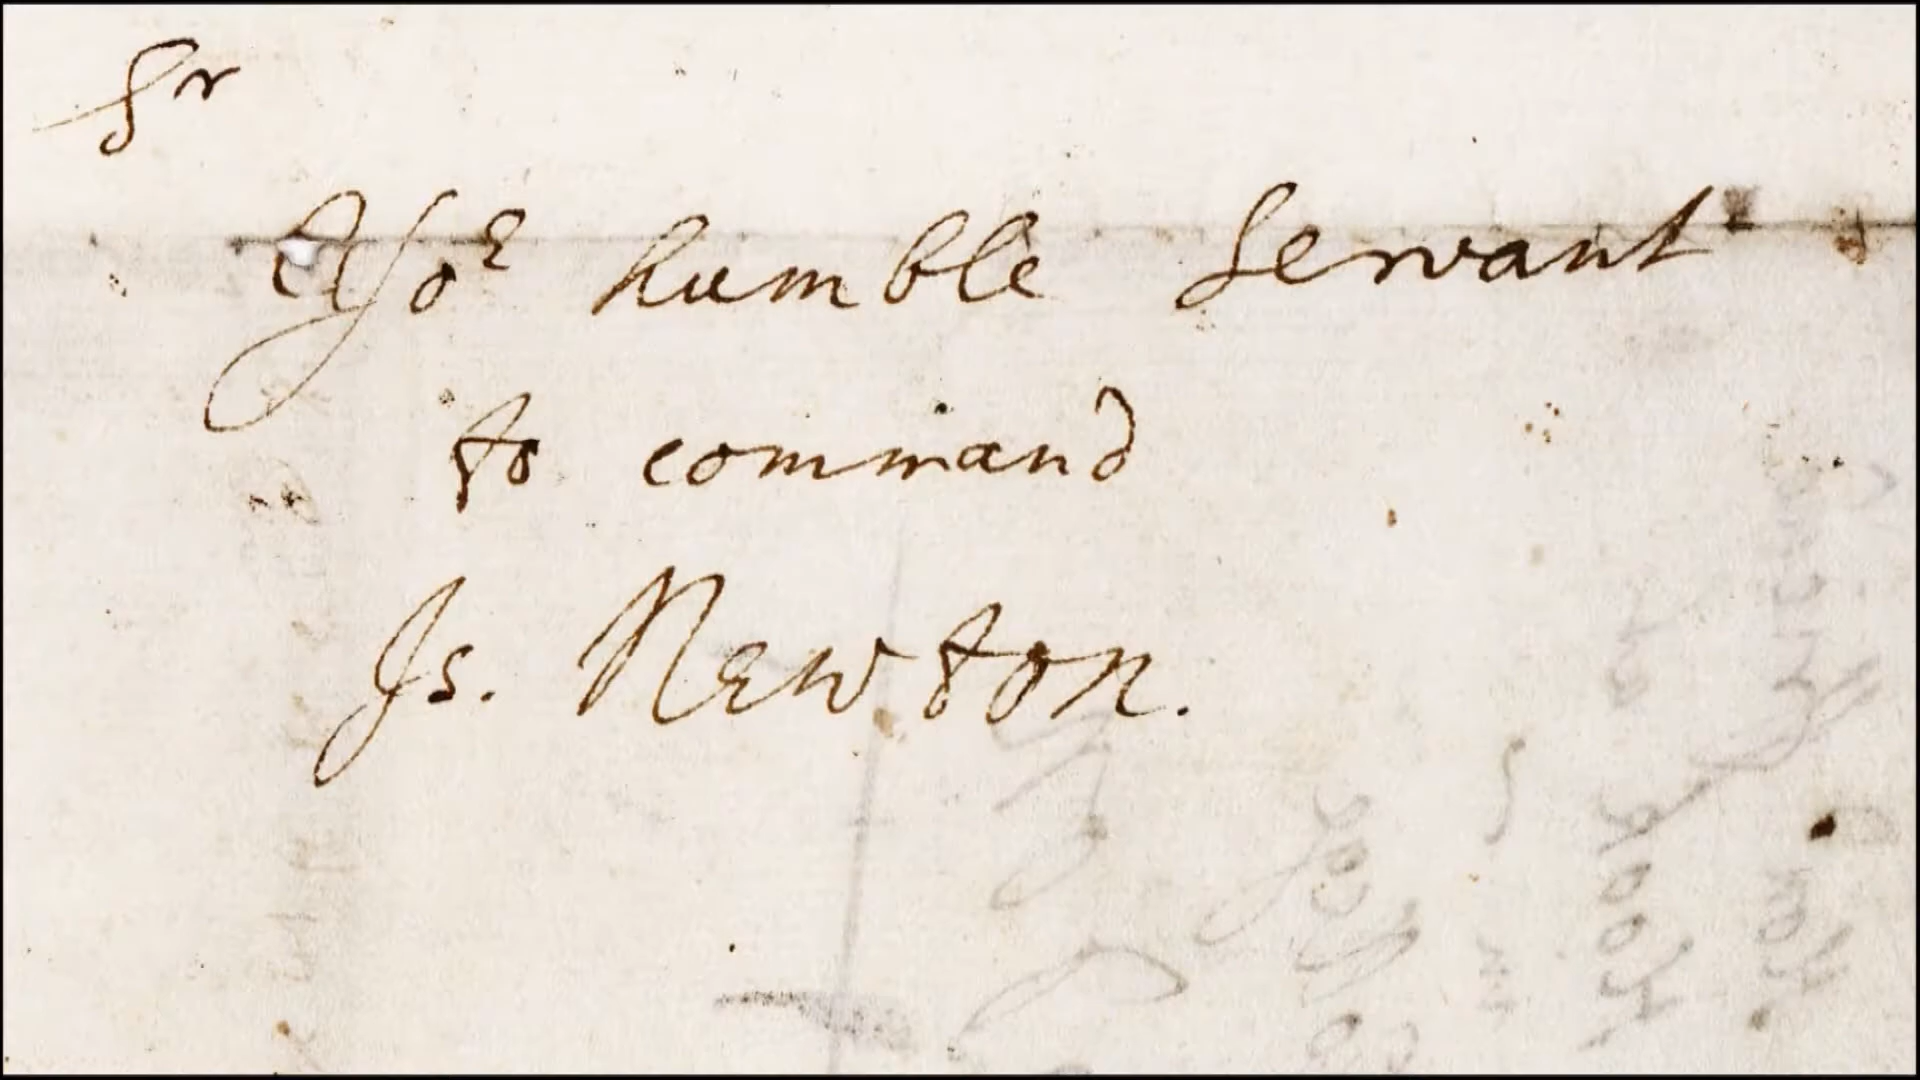 Sr
Yor humble Servant
to command
Is. Newton.